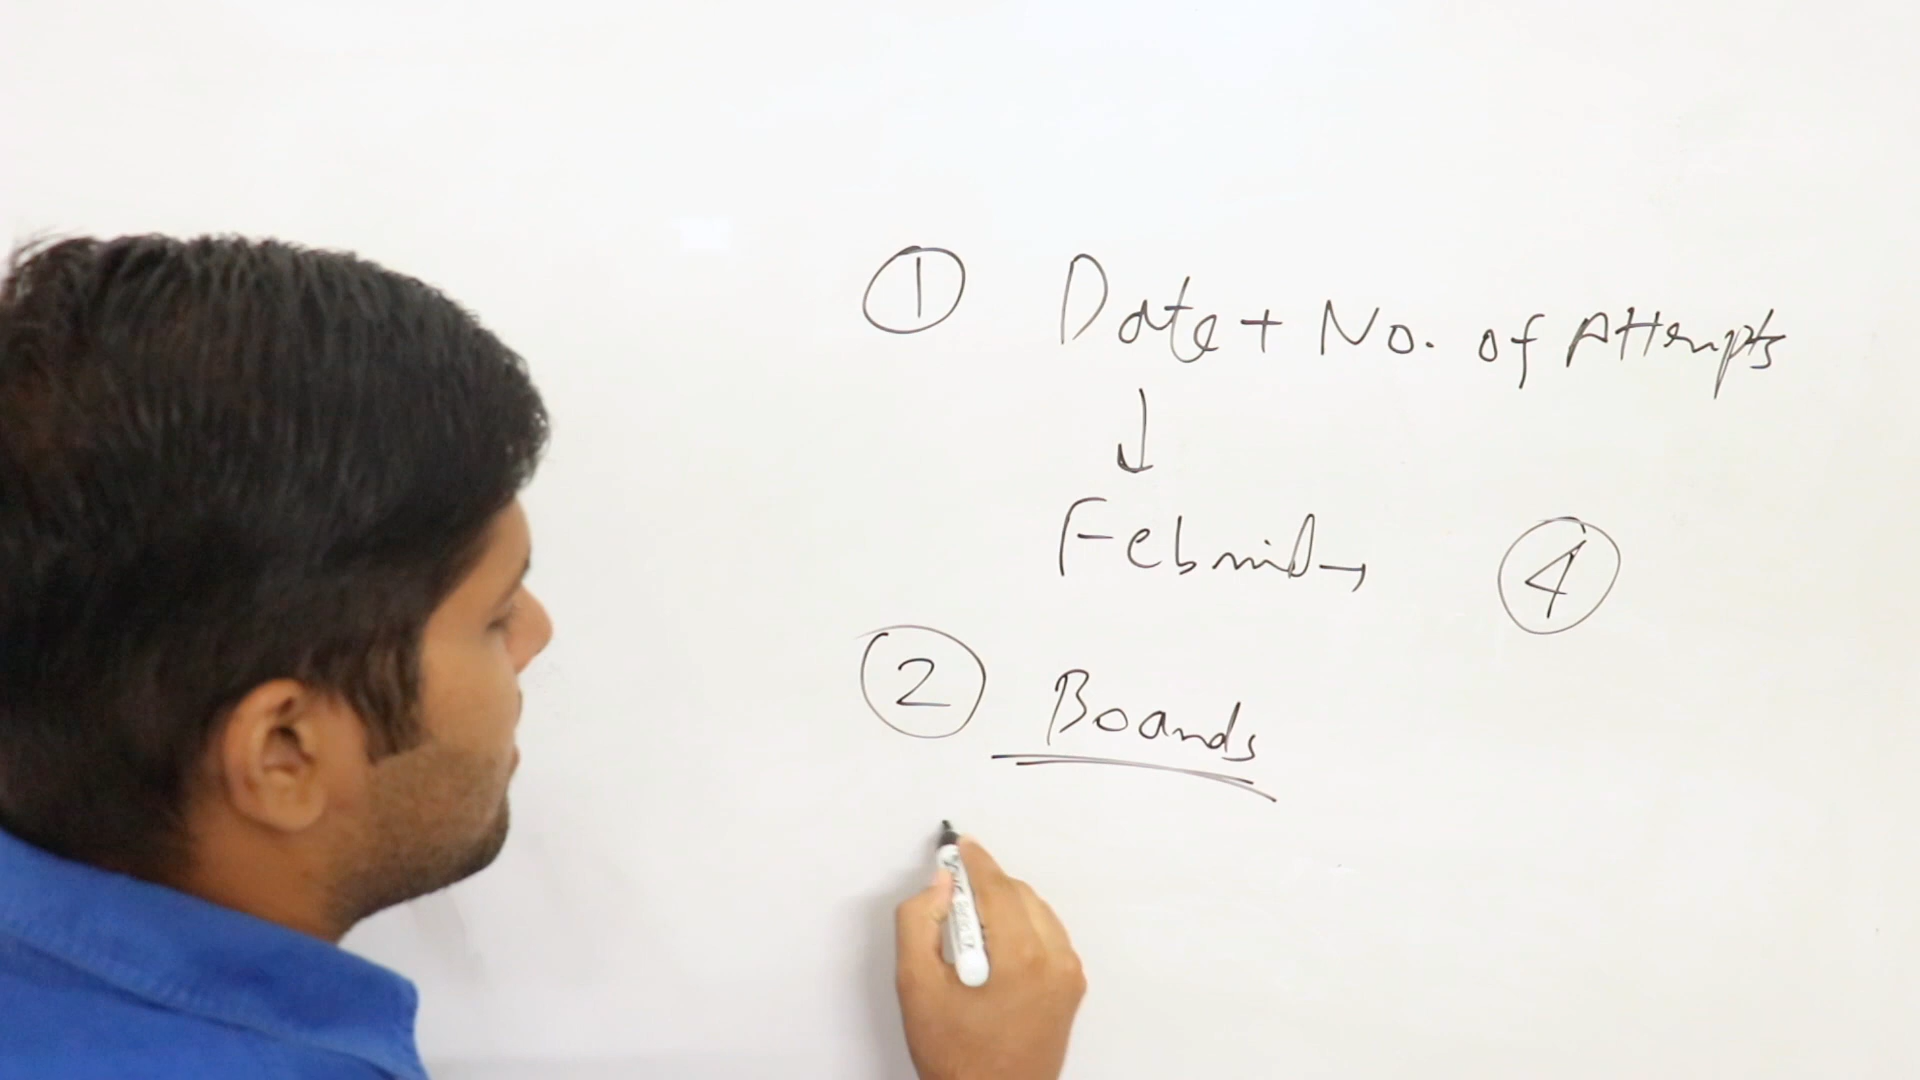 ① Date + No. of Attempts
↓
Feb mid ④
② Boards